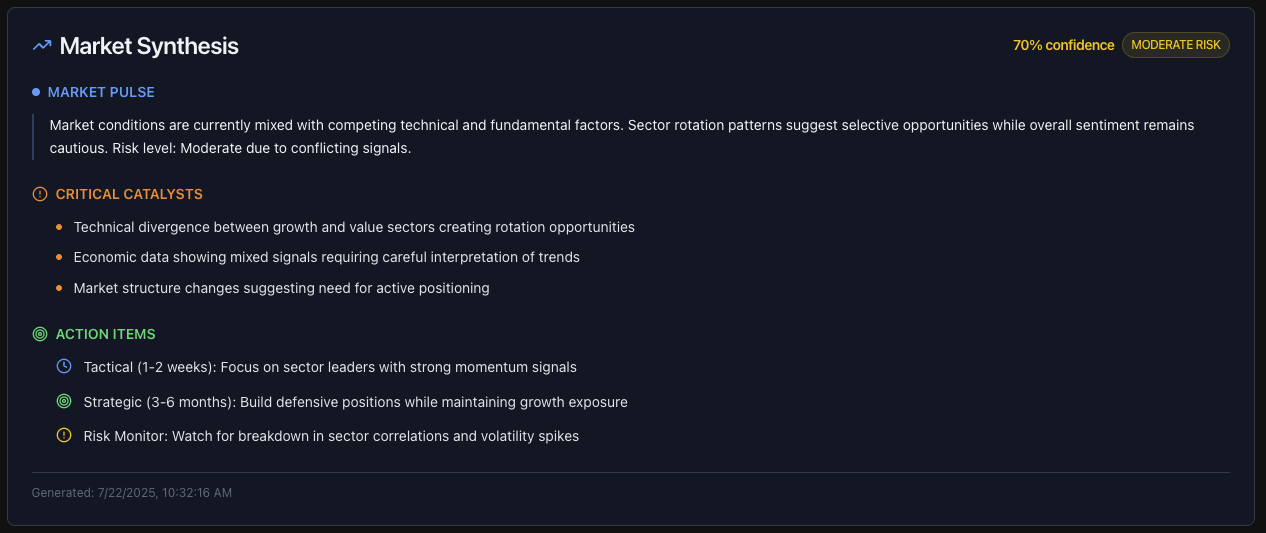 Market Synthesis
70% confidence
MODERATE RISK
MARKET PULSE
Market conditions are currently mixed with competing technical and fundamental factors. Sector rotation patterns suggest selective opportunities while overall sentiment remains
cautious. Risk level: Moderate due to conflicting signals.
CRITICAL CATALYSTS
Technical divergence between growth and value sectors creating rotation opportunities
Economic data showing mixed signals requiring careful interpretation of trends
Market structure changes suggesting need for active positioning
ACTION ITEMS
Tactical (1-2 weeks): Focus on sector leaders with strong momentum signals
Strategic (3-6 months): Build defensive positions while maintaining growth exposure
Risk Monitor: Watch for breakdown in sector correlations and volatility spikes
Generated: 7/22/2025, 10:32:16 AM